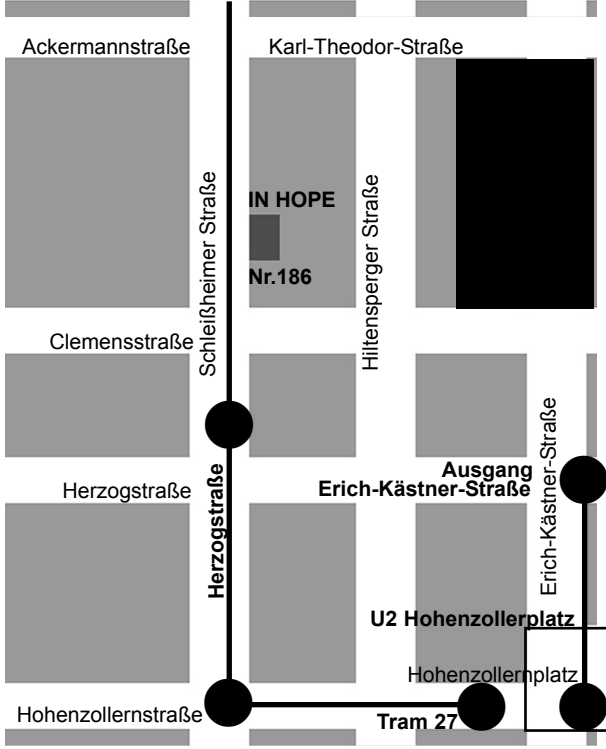 Ackermannstraße
Karl-Theodor-Straße
Schleißheimer Straße
IN HOPE
Nr.186
Hiltensperger Straße
Clemensstraße
Herzogstraße
Herzogstraße
Ausgang
Erich-Kästner-Straße
Erich-Kästner-Straße
U2 Hohenzollerplatz
Hohenzollernplatz
Hohenzollernstraße
Tram 27